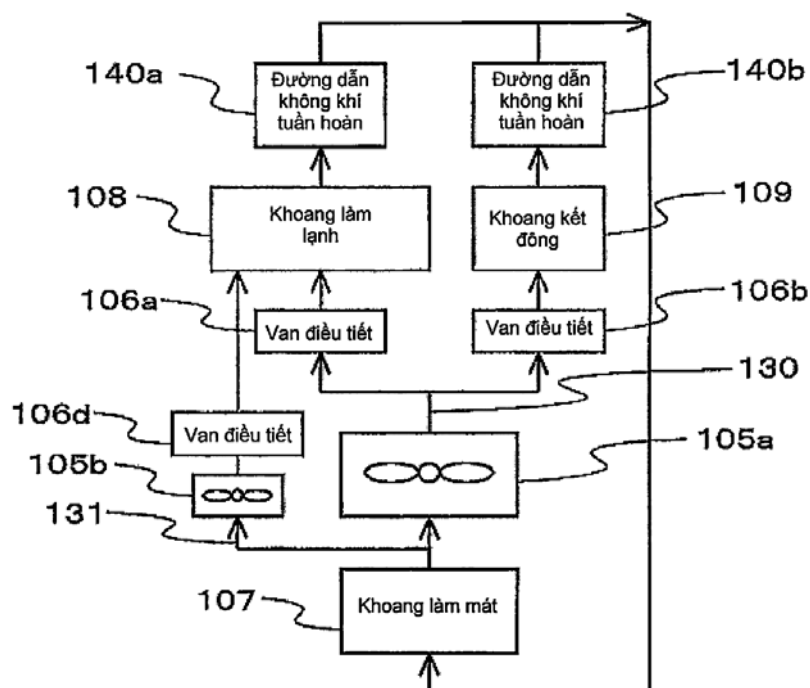 140a
Đường dẫn
không khí
tuần hoàn
Đường dẫn
không khí
tuần hoàn
140b
108
Khoang làm
lạnh
Khoang kết
đông
109
106a
Van điều tiết
Van điều tiết
106b
130
106d
Van điều tiết
105b
105a
131
107
Khoang làm mát